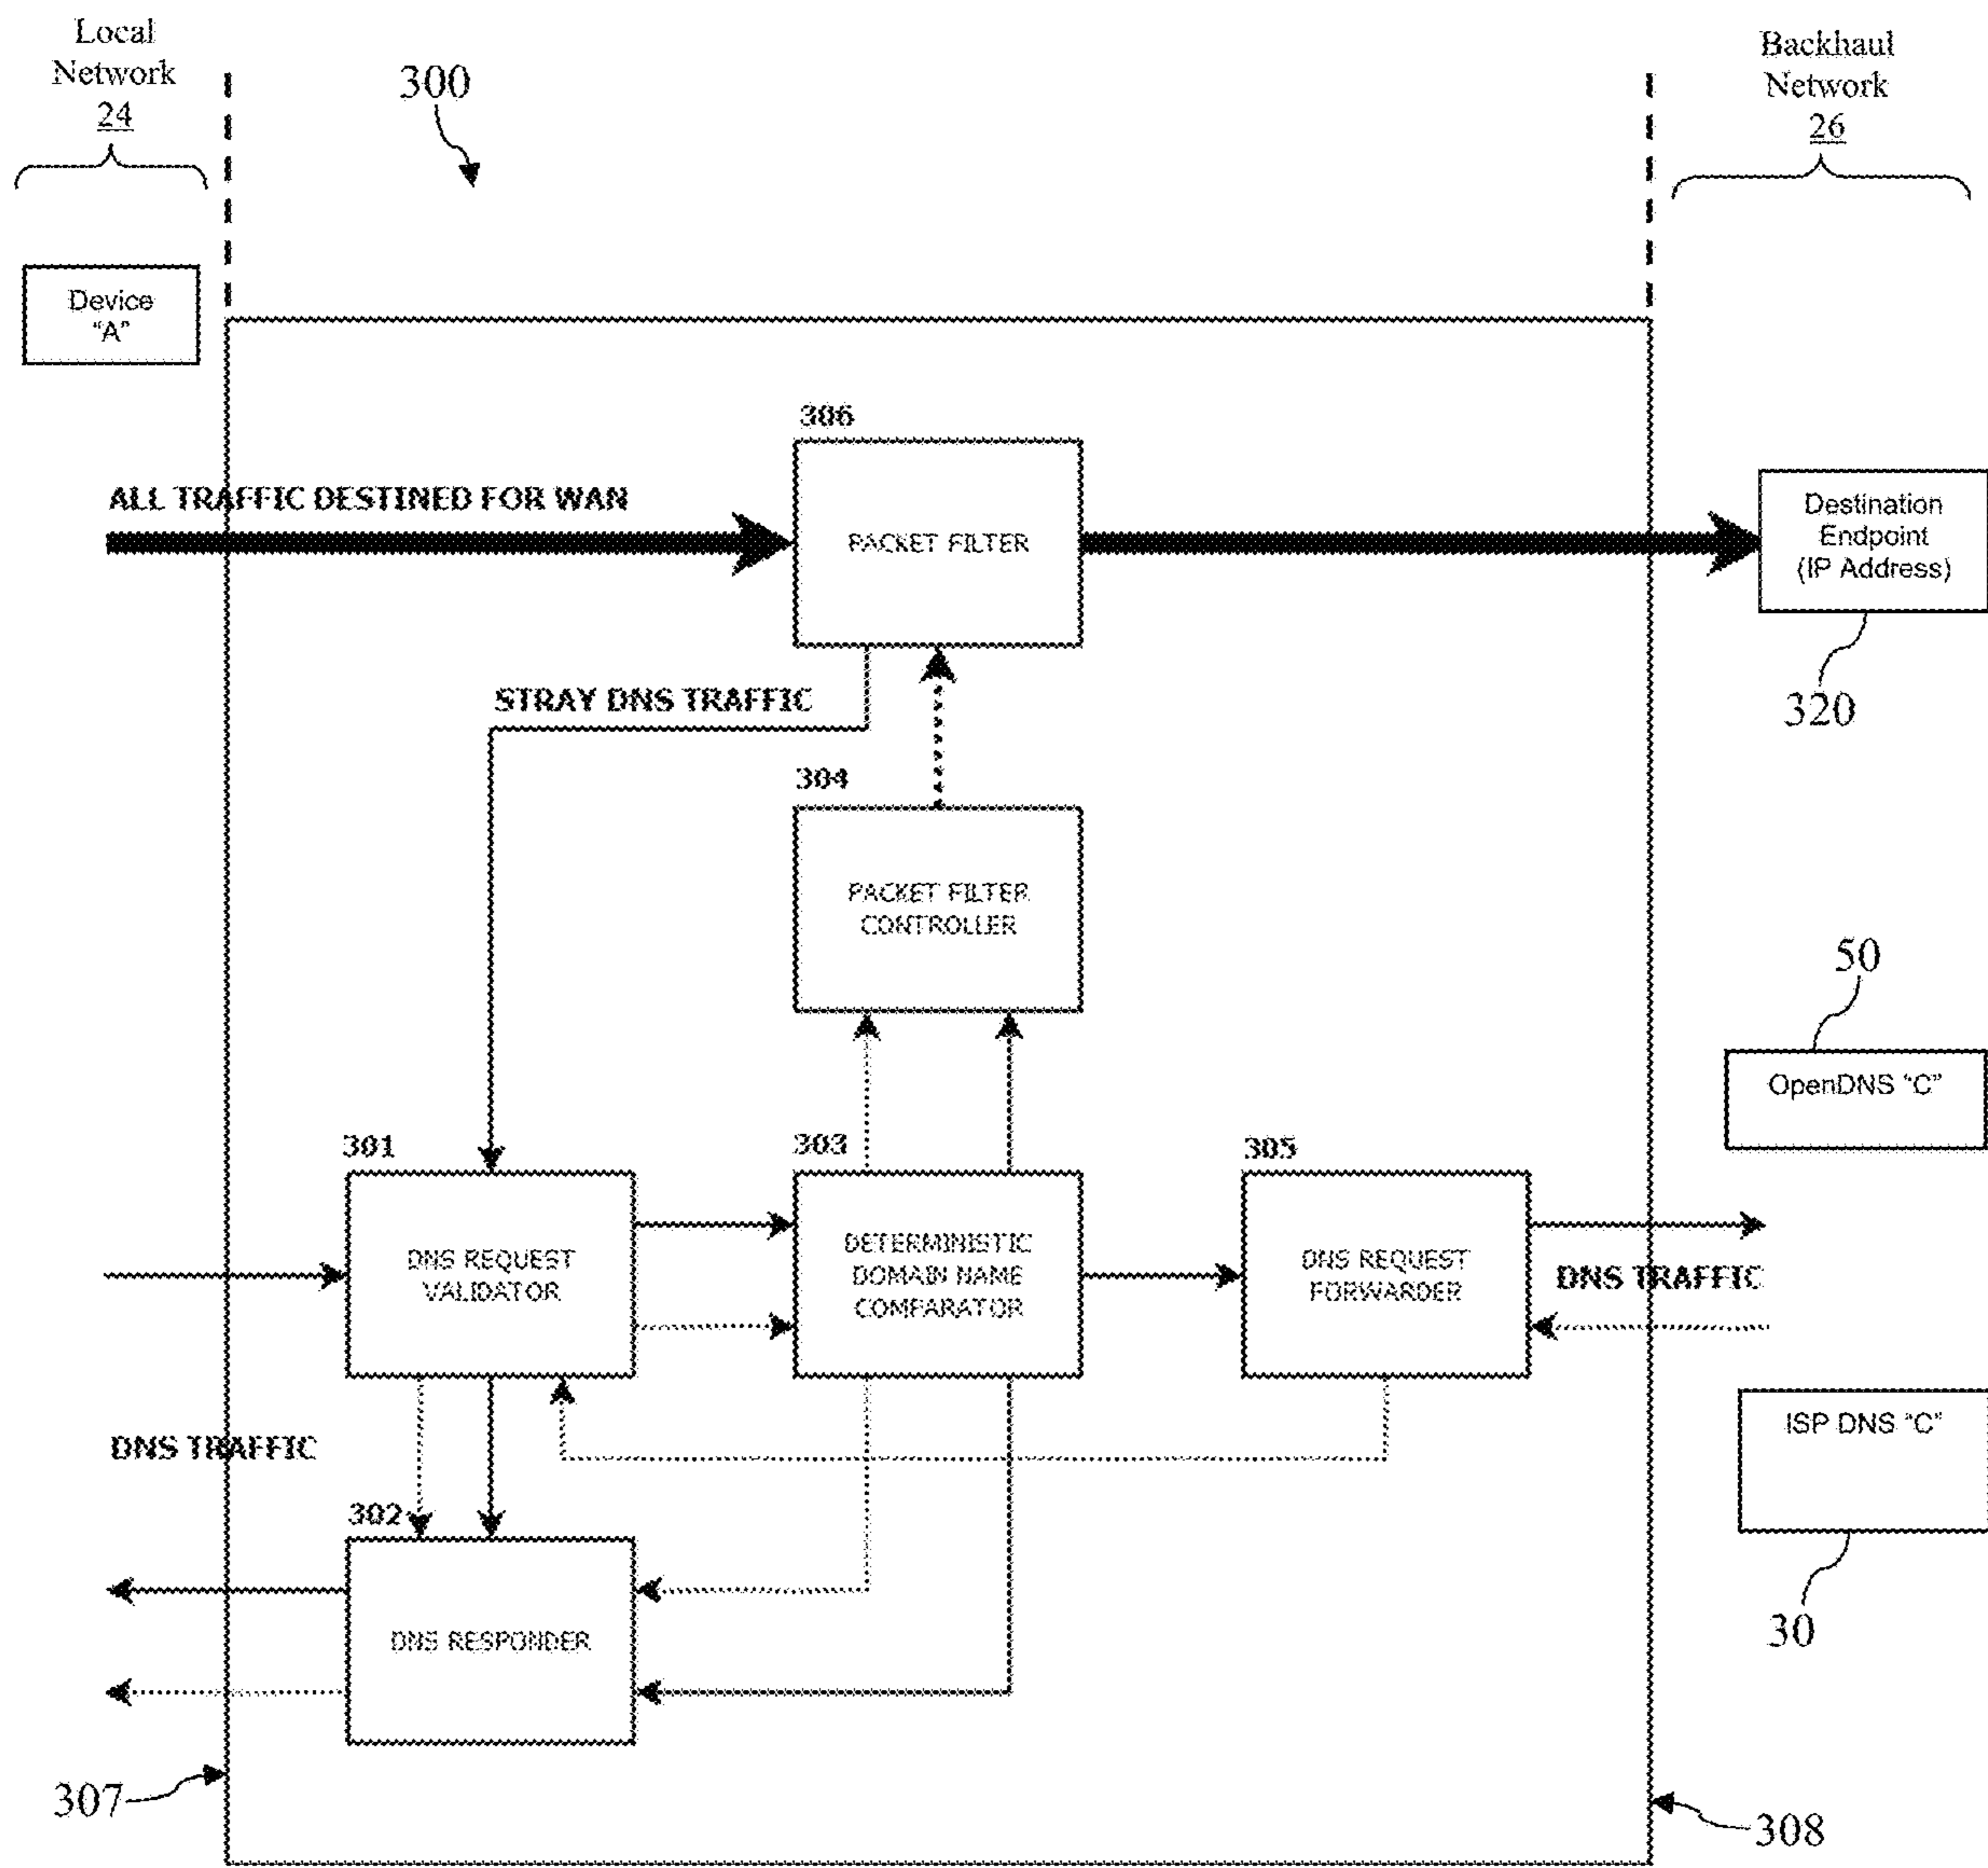 Local
Network
24
300
Backhaul
Network
26
Device
"A"
306
ALL TRAFFIC DESTINED FOR WAN
PACKET FILTER
Destination
Endpoint
(IP Address)
320
STRAY DNS TRAFFIC
304
PACKET FILTER
CONTROLLER
50
OpenDNS "C"
301
303
305
DNS REQUEST
VALIDATOR
DETERMINISTIC
DOMAIN NAME
COMPARATOR
DNS REQUEST
FORWARDER
DNS TRAFFIC
ISP DNS "C"
30
DNS TRAFFIC
302
DNS RESPONDER
307
308